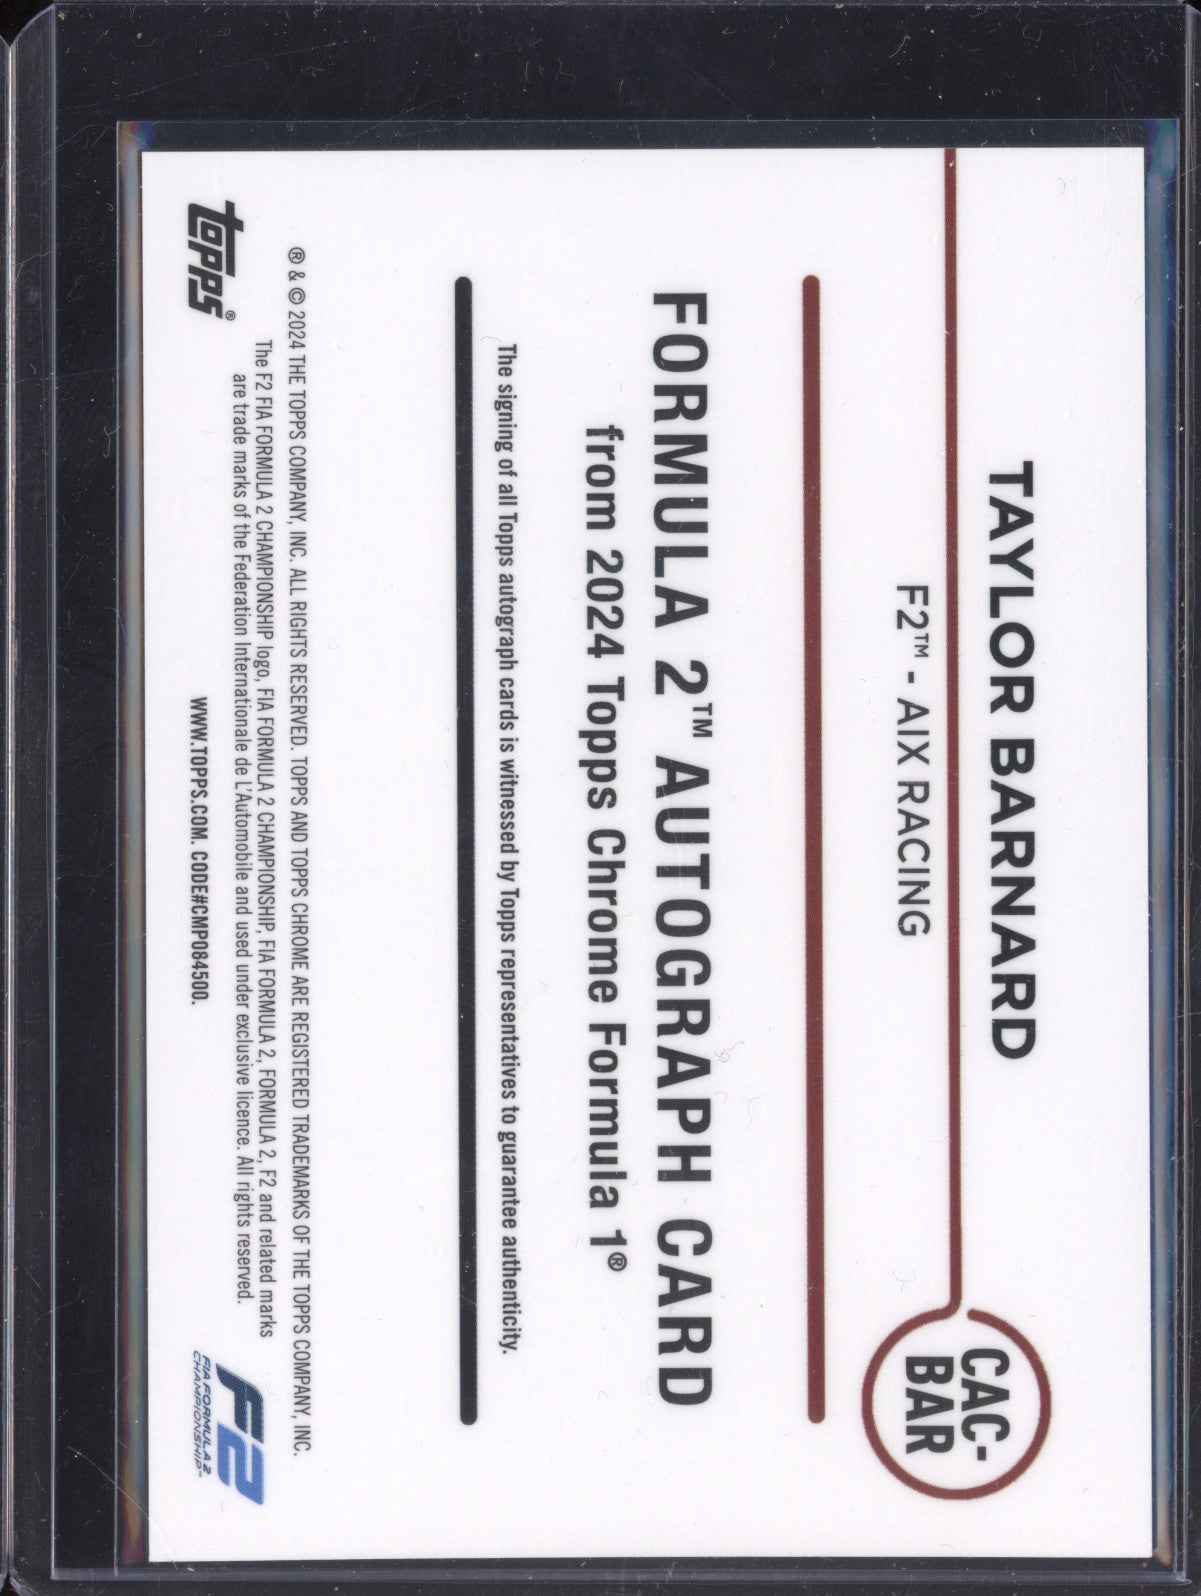 TAYLOR BARNARD
F2™ - AIX RACING
CAC-
BAR
FORMULA 2™ AUTOGRAPH CARD
from 2024 Topps Chrome Formula 1®
The signing of all Topps autograph cards is witnessed by Topps representatives to guarantee authenticity.
® & © 2024 THE TOPPS COMPANY, INC. ALL RIGHTS RESERVED. TOPPS AND TOPPS CHROME ARE REGISTERED TRADEMARKS OF THE TOPPS COMPANY, INC.
The F2 FIA FORMULA 2 CHAMPIONSHIP logo, FIA FORMULA 2 CHAMPIONSHIP, FIA FORMULA 2, FORMULA 2, F2 and related marks
are trade marks of the Federation Internationale de L'Automobile and used under exclusive licence. All rights reserved.
WWW.TOPPS.COM. CODE#CMP084500.
Topps®
F2
FIA FORMULA 2
CHAMPIONSHIP™